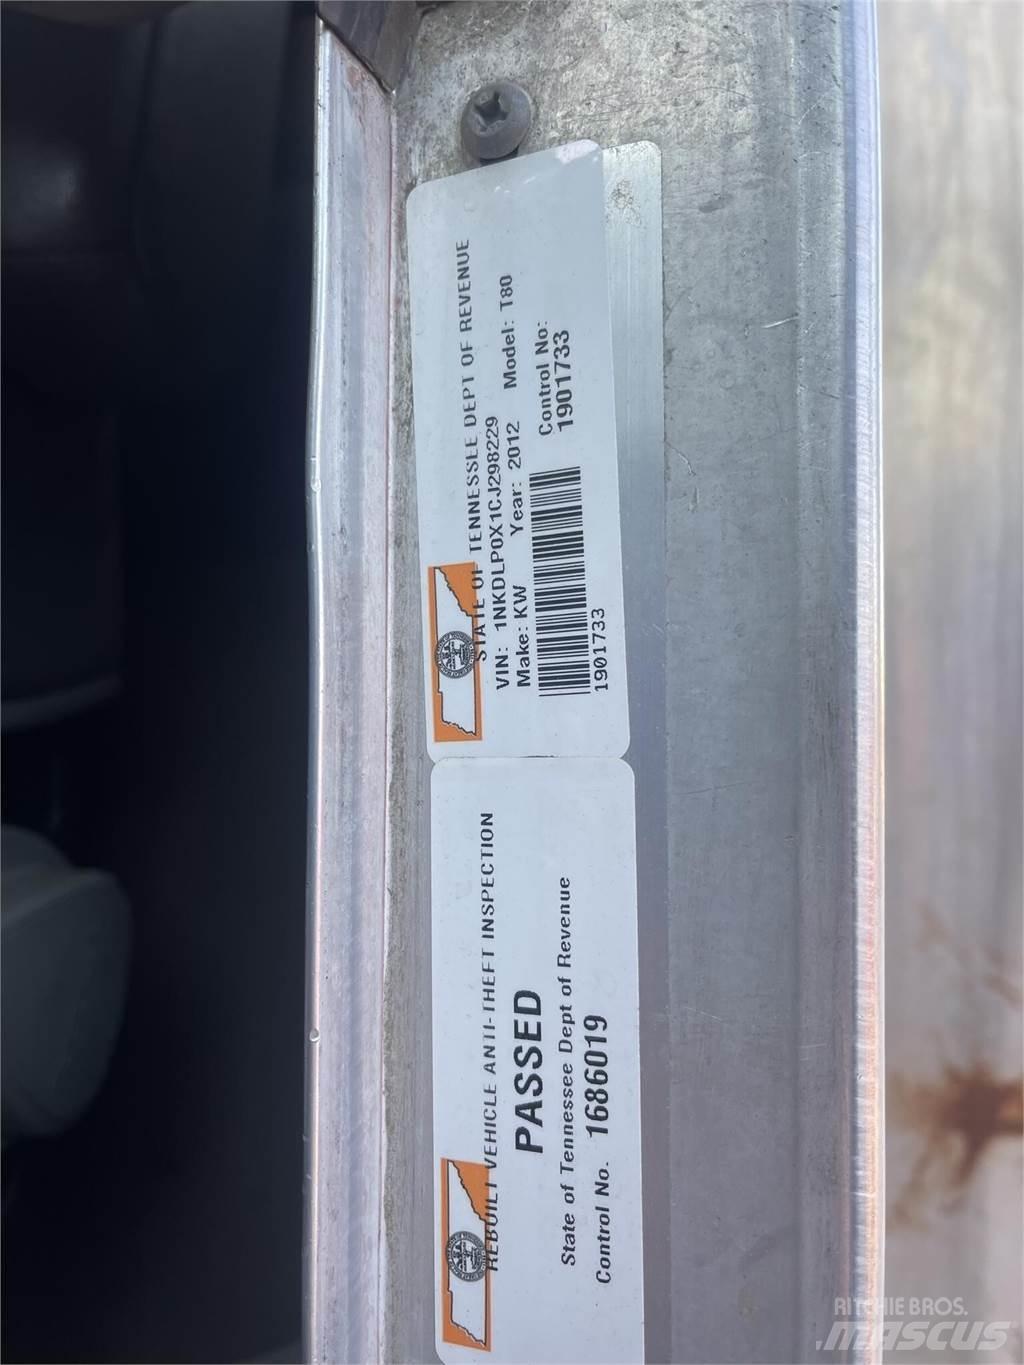 STATE OF TENNESSEE DEPT OF REVENUE
VIN: 1NKDLP0X1CJ298229
Make: KW Year: 2012 Model: T80
Control No:
1901733
1901733
REBUILT VEHICLE ANTI-THEFT INSPECTION
PASSED
State of Tennessee Dept of Revenue
Control No. 1686019
RITCHIE BROS.
MASCUS